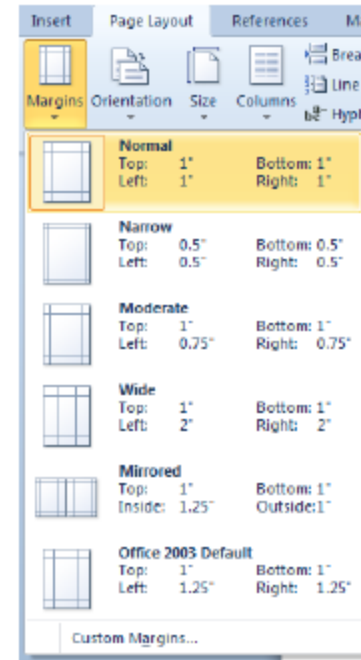 Insert Page Layout References M
Margins Orientation Size Columns Brea
Line
Hyph
Normal
Top: 1" Bottom: 1"
Left: 1" Right: 1"
Narrow
Top: 0.5" Bottom: 0.5"
Left: 0.5" Right: 0.5"
Moderate
Top: 1" Bottom: 1"
Left: 0.75" Right: 0.75"
Wide
Top: 1" Bottom: 1"
Left: 2" Right: 2"
Mirrored
Top: 1" Bottom: 1"
Inside: 1.25" Outside:1"
Office 2003 Default
Top: 1" Bottom: 1"
Left: 1.25" Right: 1.25"
Custom Margins...